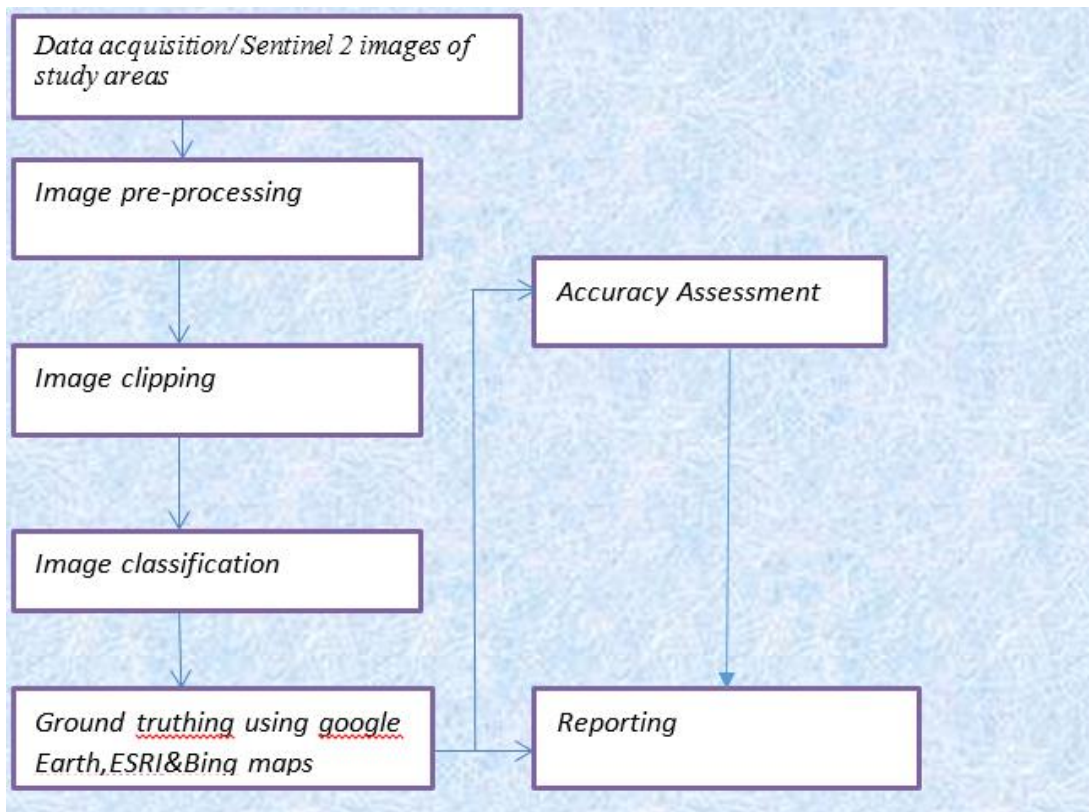 Data acquisition/ Sentinel 2 images of
study areas
Image pre-processing
Image clipping
Image classification
Ground truthing using google
Earth,ESRI&Bing maps
Accuracy Assessment
Reporting